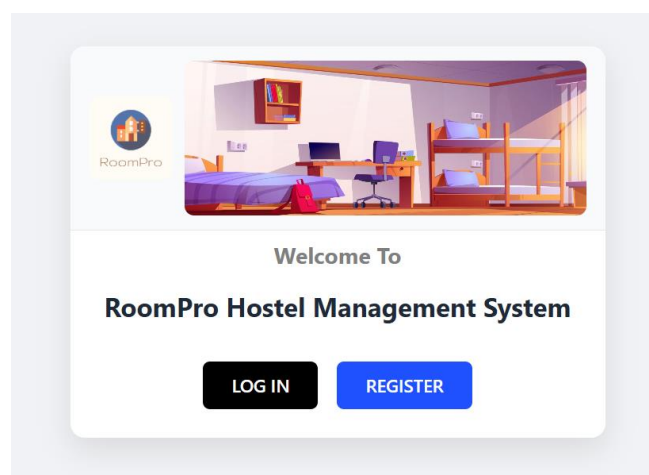 RoomPro
Welcome To
RoomPro Hostel Management System
LOG IN
REGISTER